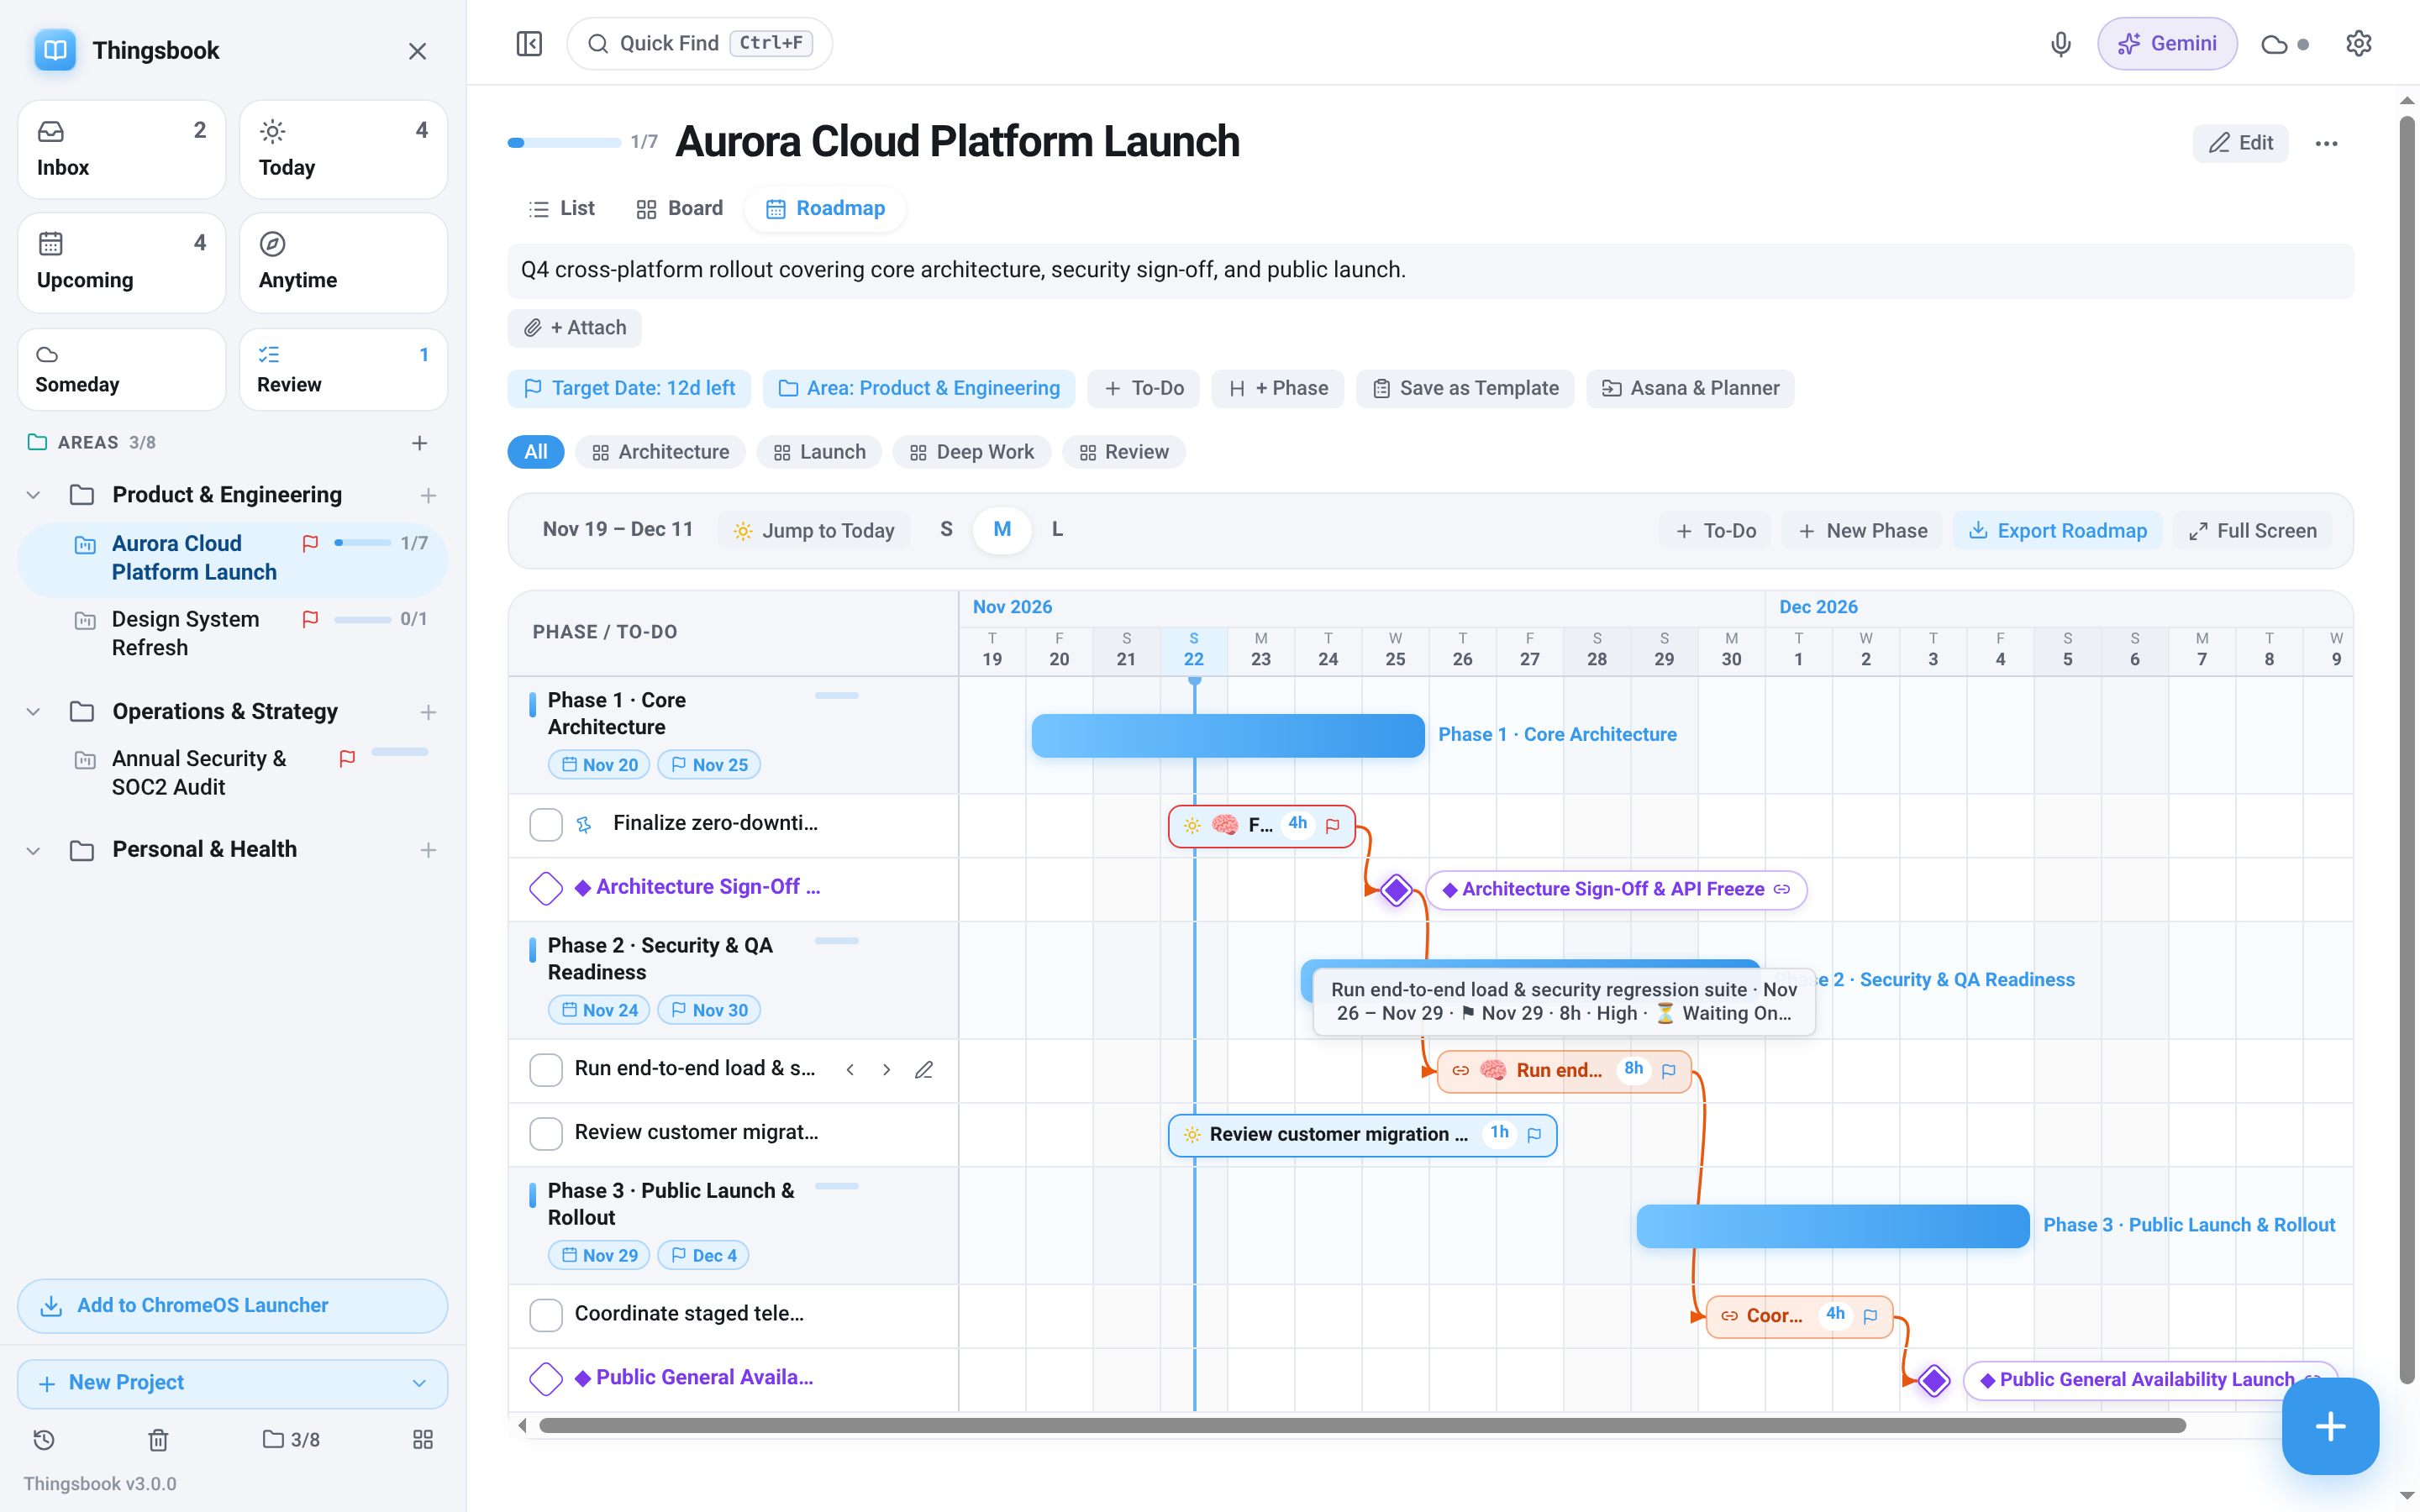 Thingsbook
Inbox 2
Today 4
Upcoming 4
Anytime
Someday
Review 1
AREAS 3/8
Product & Engineering
Aurora Cloud
Platform Launch
1/7
Design System
Refresh
0/1
Operations & Strategy
Annual Security &
SOC2 Audit
Personal & Health
Add to ChromeOS Launcher
New Project
3/8
Thingsbook v3.0.0
Quick Find Ctrl+F
Gemini
1/7 Aurora Cloud Platform Launch
Edit
List Board Roadmap
Q4 cross-platform rollout covering core architecture, security sign-off, and public launch.
+ Attach
Target Date: 12d left Area: Product & Engineering + To-Do + Phase Save as Template Asana & Planner
All Architecture Launch Deep Work Review
Nov 19 – Dec 11 Jump to Today S M L + To-Do + New Phase Export Roadmap Full Screen
PHASE / TO-DO
Nov 2026 Dec 2026
T F S S M T W T F S S M T W T F S S M T W
19 20 21 22 23 24 25 26 27 28 29 30 1 2 3 4 5 6 7 8 9
Phase 1 · Core
Architecture
Nov 20 Nov 25
Phase 1 · Core Architecture
Finalize zero-downti...
F... 4h
◆ Architecture Sign-Off ...
◆ Architecture Sign-Off & API Freeze
Phase 2 · Security & QA
Readiness
Nov 24 Nov 30
se 2 · Security & QA Readiness
Run end-to-end load & security regression suite · Nov
26 – Nov 29 · ⚑ Nov 29 · 8h · High · ⏳ Waiting On...
Run end-to-end load & s...
Run end... 8h
Review customer migrat...
Review customer migration ... 1h
Phase 3 · Public Launch &
Rollout
Nov 29 Dec 4
Phase 3 · Public Launch & Rollout
Coordinate staged tele...
Coor... 4h
◆ Public General Availa...
◆ Public General Availability Launch